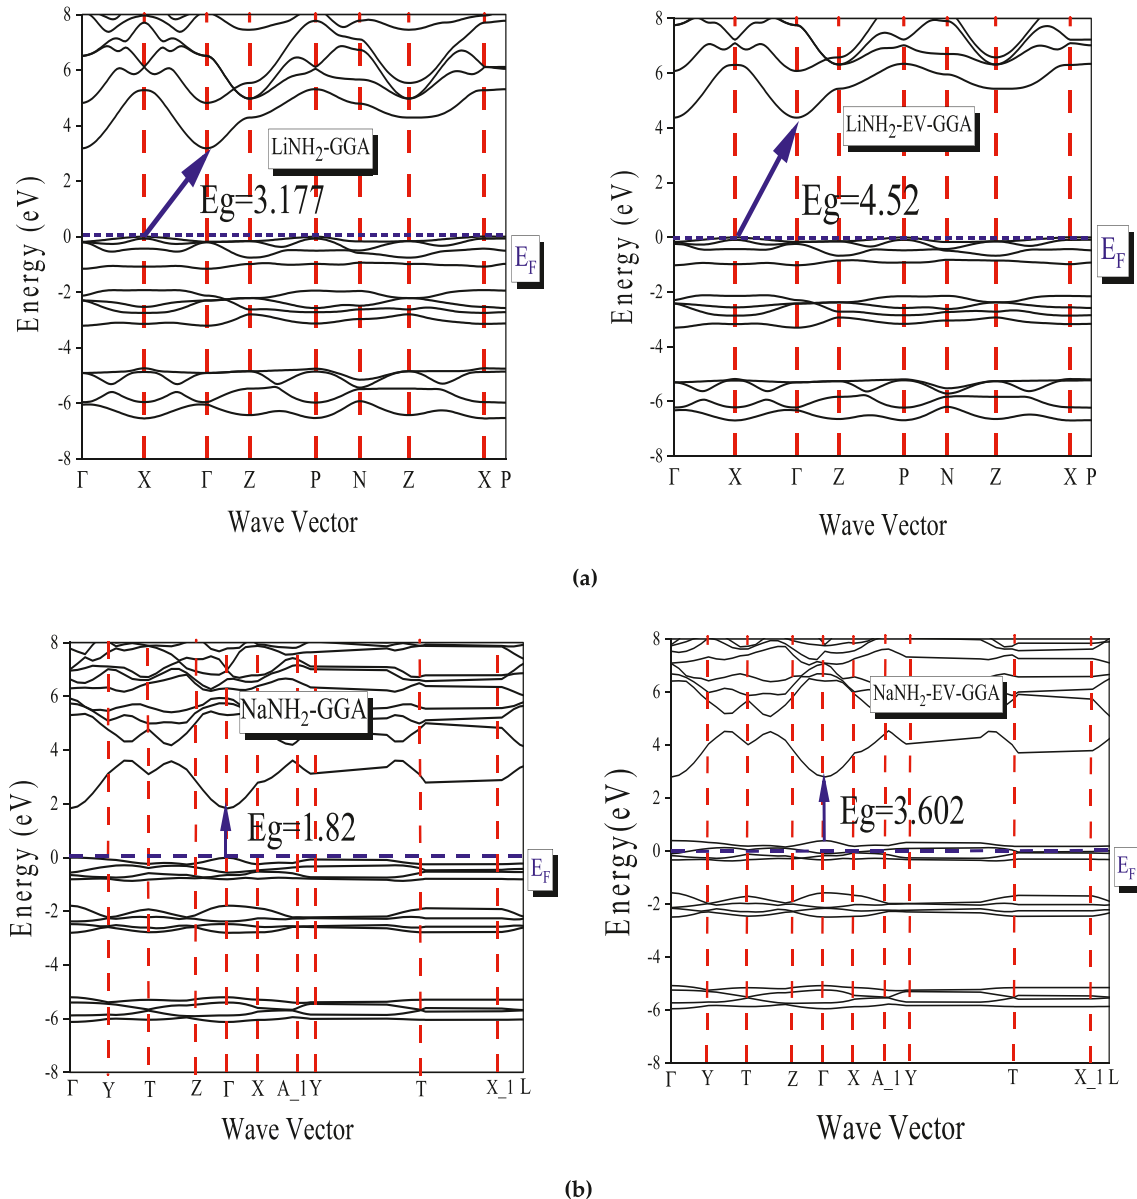 8
6
4
2
0
-2
-4
-6
-8
Energy (eV)
LiNH2-GGA
Eg=3.177
EF
Γ X Γ Z P N Z X P
Wave Vector
8
6
4
2
0
-2
-4
-6
-8
Energy (eV)
LiNH2-EV-GGA
Eg=4.52
EF
Γ X Γ Z P N Z X P
Wave Vector
(a)
8
6
4
2
0
-2
-4
-6
-8
Energy (eV)
NaNH2-GGA
Eg=1.82
EF
Γ Y T Z Γ X A_1 Y T X_1 L
Wave Vector
8
6
4
2
0
-2
-4
-6
-8
Energy (eV)
NaNH2-EV-GGA
Eg=3.602
EF
Γ Y T Z Γ X A_1 Y T X_1 L
Wave Vector
(b)